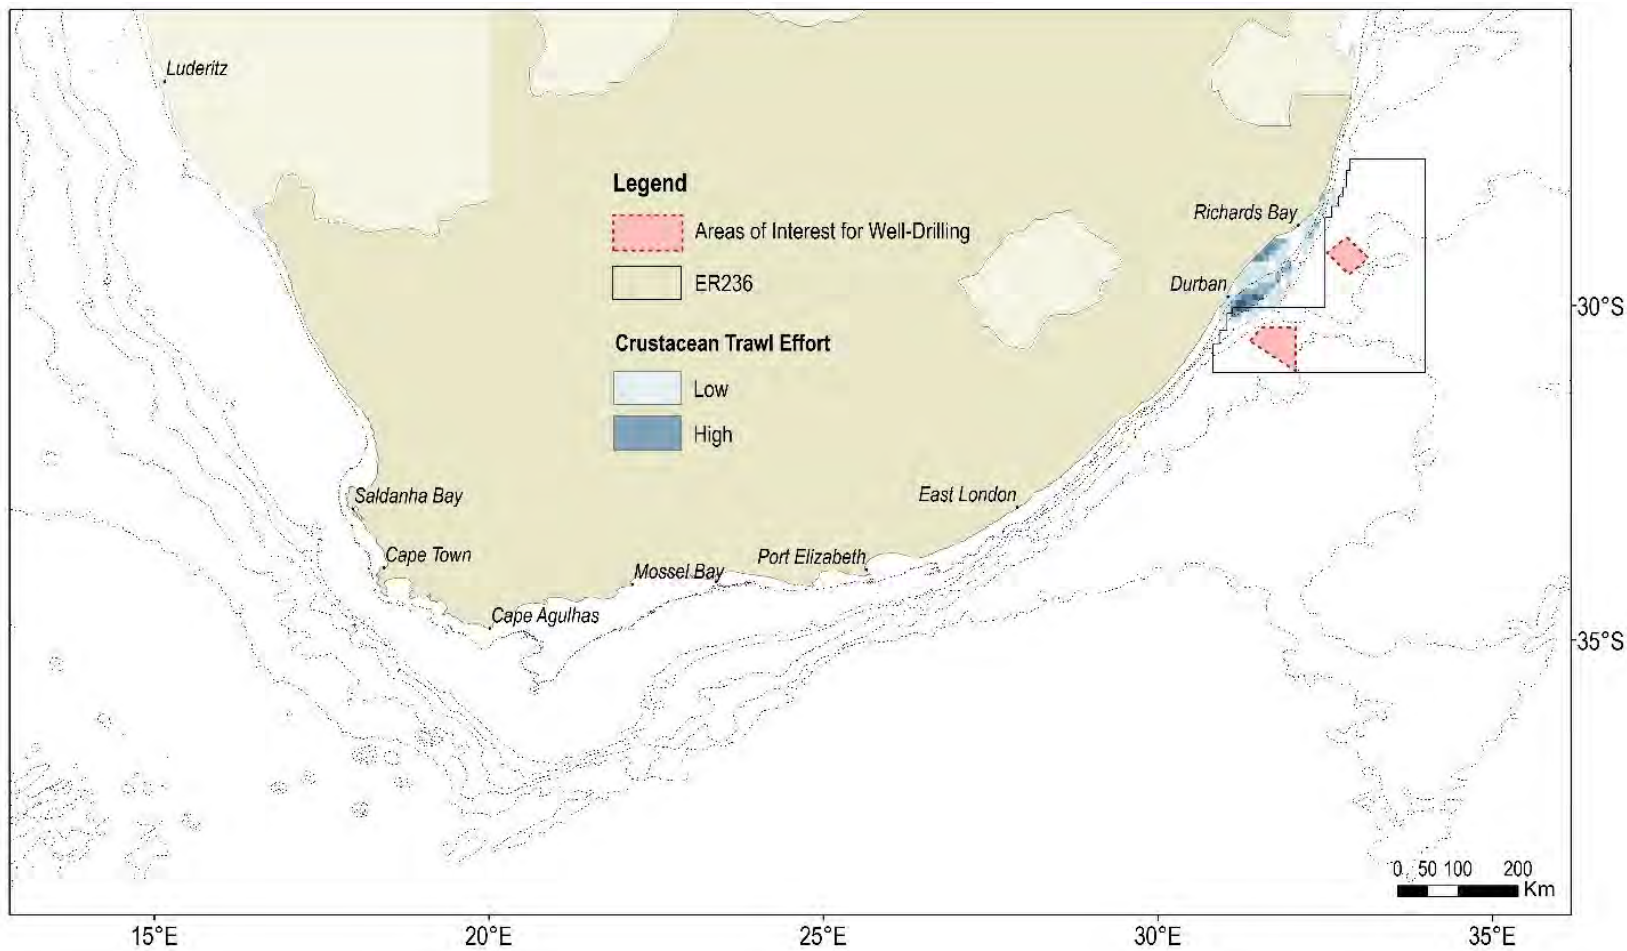 Luderitz
Legend
Areas of Interest for Well-Drilling
ER236
Crustacean Trawl Effort
Low
High
Richards Bay
Durban
30°S
Saldanha Bay
East London
Cape Town
Mossel Bay
Port Elizabeth
Cape Agulhas
35°S
0 50 100 200
Km
15°E 20°E 25°E 30°E 35°E